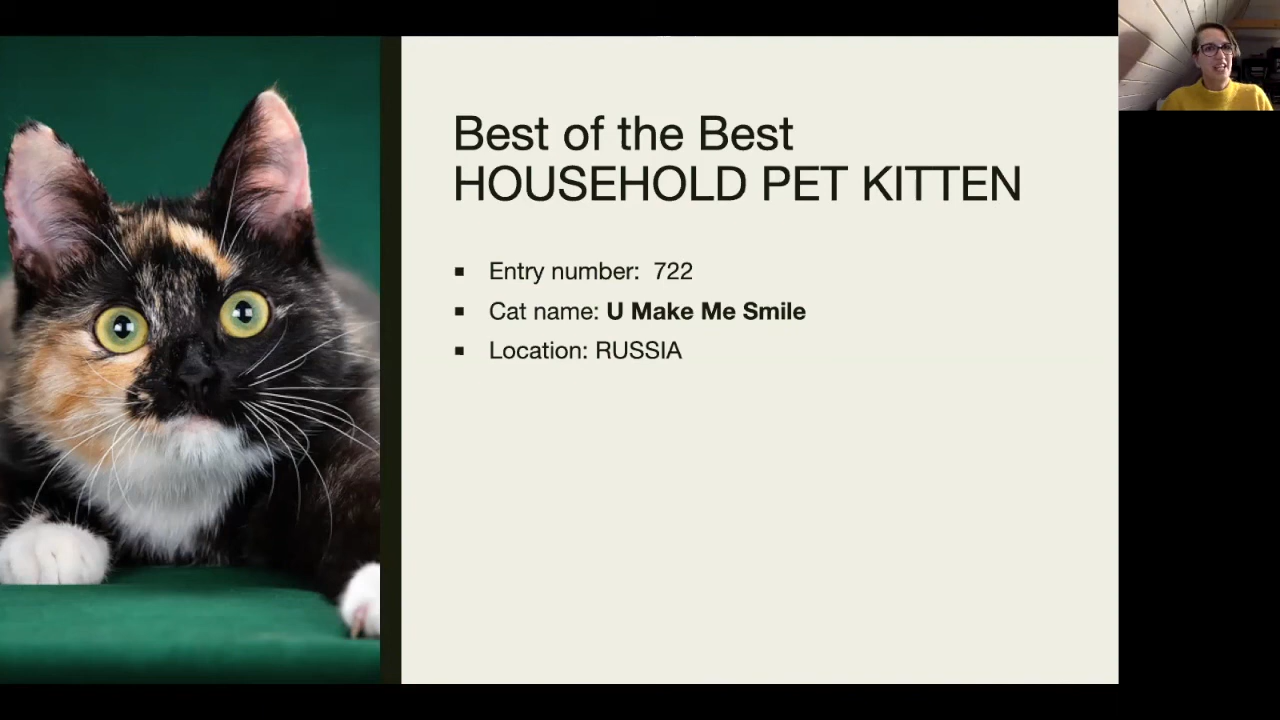 Best of the Best
HOUSEHOLD PET KITTEN
Entry number: 722
Cat name: U Make Me Smile
Location: RUSSIA